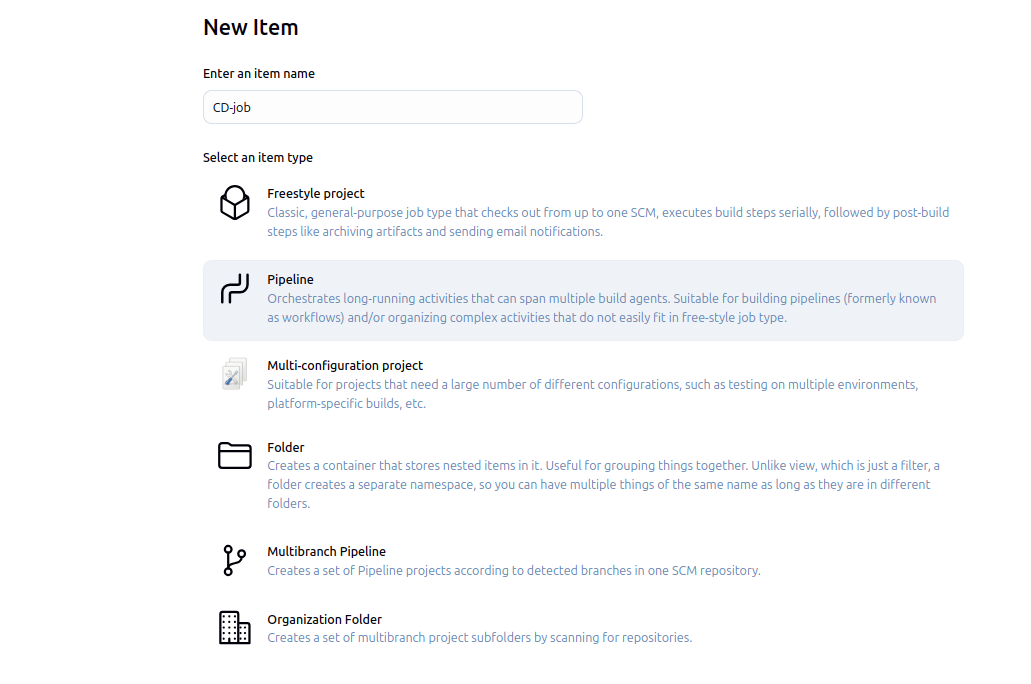 New Item
Enter an item name
CD-job
Select an item type
Freestyle project
Classic, general-purpose job type that checks out from up to one SCM, executes build steps serially, followed by post-build
steps like archiving artifacts and sending email notifications.
Pipeline
Orchestrates long-running activities that can span multiple build agents. Suitable for building pipelines (formerly known
as workflows) and/or organizing complex activities that do not easily fit in free-style job type.
Multi-configuration project
Suitable for projects that need a large number of different configurations, such as testing on multiple environments,
platform-specific builds, etc.
Folder
Creates a container that stores nested items in it. Useful for grouping things together. Unlike view, which is just a filter, a
folder creates a separate namespace, so you can have multiple things of the same name as long as they are in different
folders.
Multibranch Pipeline
Creates a set of Pipeline projects according to detected branches in one SCM repository.
Organization Folder
Creates a set of multibranch project subfolders by scanning for repositories.